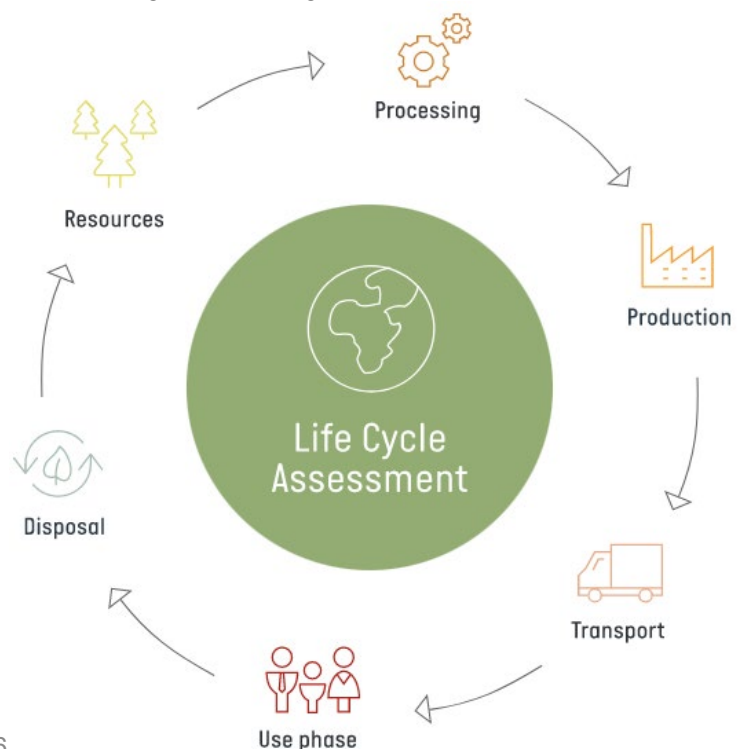 Processing
Resources
Production
Life Cycle
Assessment
Disposal
Transport
Use phase